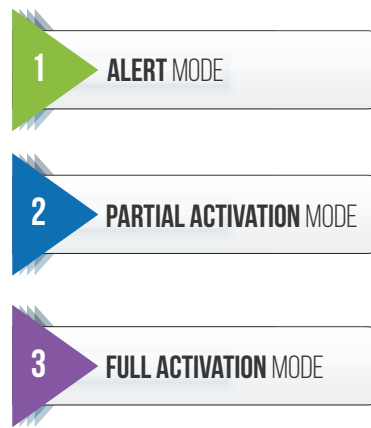 1 ALERT MODE
2 PARTIAL ACTIVATION MODE
3 FULL ACTIVATION MODE